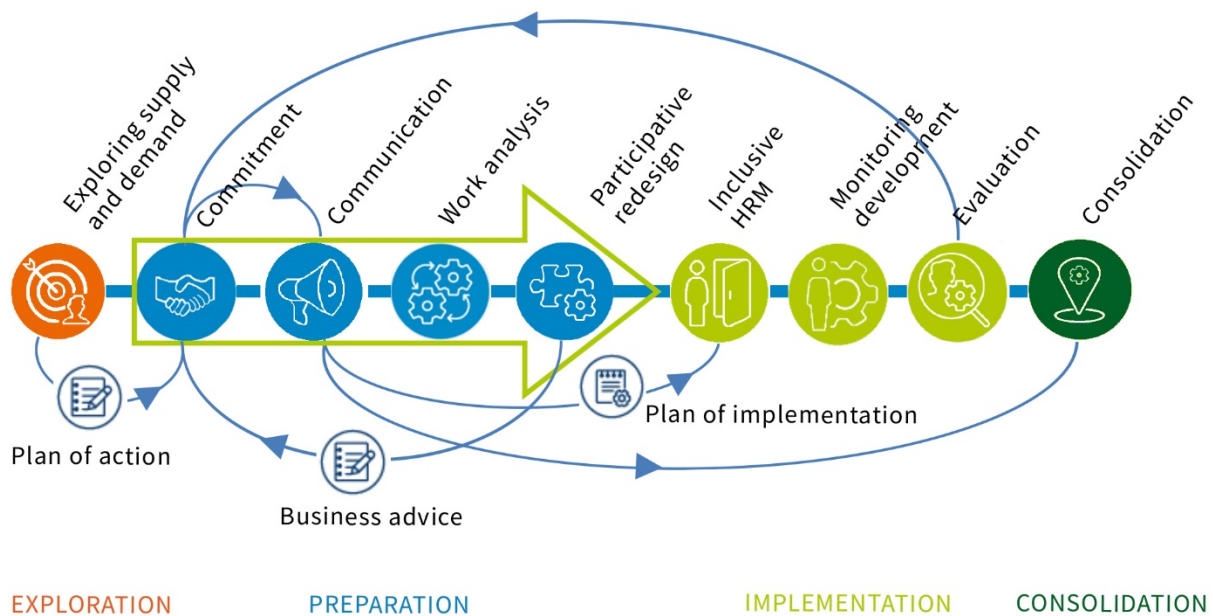 Exploring supply
and demand
Commitment
Communication
Work analysis
Participative
redesign
Inclusive
HRM
Monitoring
development
Evaluation
Consolidation
Plan of action
Business advice
Plan of implementation
EXPLORATION
PREPARATION
IMPLEMENTATION
CONSOLIDATION